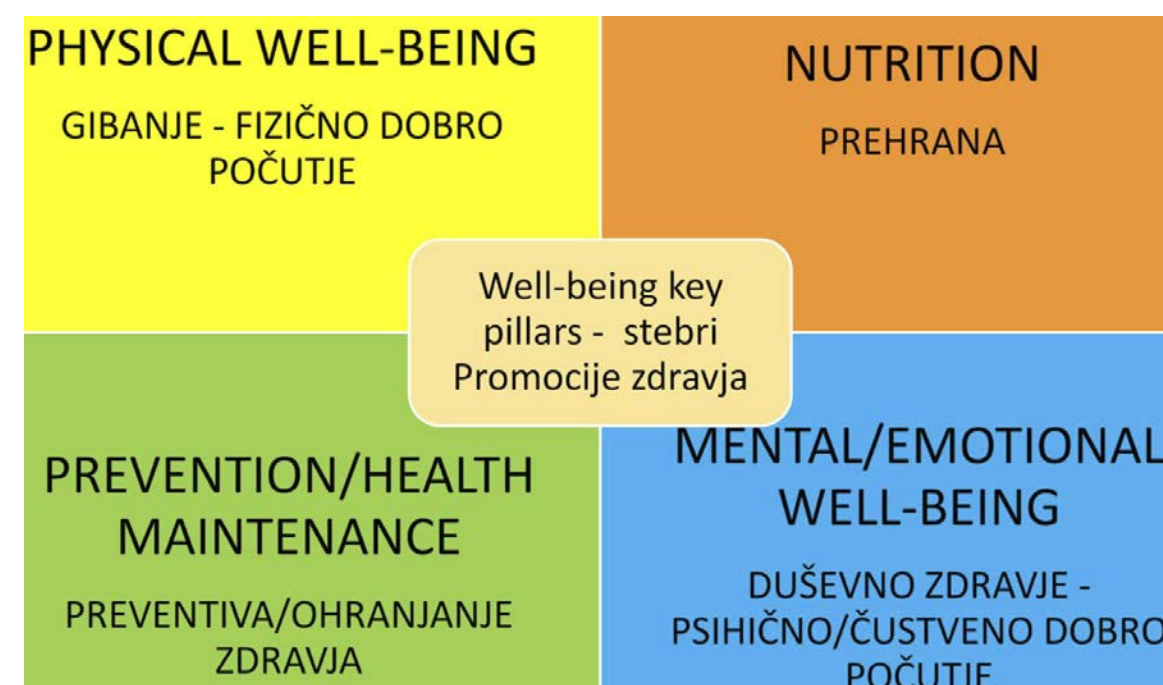 PHYSICAL WELL-BEING
GIBANJE - FIZIČNO DOBRO
POČUTJE
NUTRITION
PREHRANA
Well-being key
pillars - stebri
Promocije zdravja
PREVENTION/HEALTH
MAINTENANCE
PREVENTIVA/OHRANJANJE
ZDRAVJA
MENTAL/EMOTIONAL
WELL-BEING
DUŠEVNO ZDRAVJE -
PSIHIČNO/ČUSTVENO DOBRO
POČUTJE